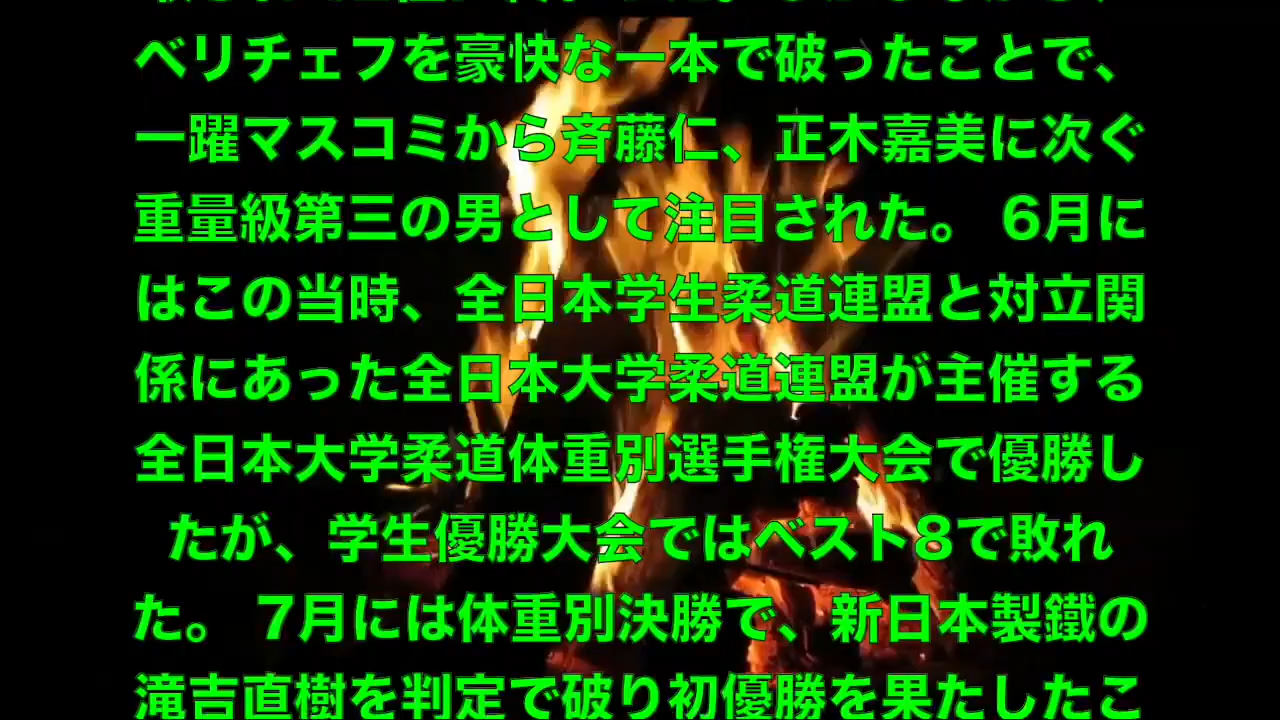 ベリチェフを豪快な一本で破ったことで、
一躍マスコミから斉藤仁、正木嘉美に次ぐ
重量級第三の男として注目された。 6月に
はこの当時、全日本学生柔道連盟と対立関
係にあった全日本大学柔道連盟が主催する
全日本大学柔道体重別選手権大会で優勝し
たが、学生優勝大会ではベスト8で敗れ
た。 7月には体重別決勝で、新日本製鐵の
滝吉直樹を判定で破り初優勝を果たしたこ